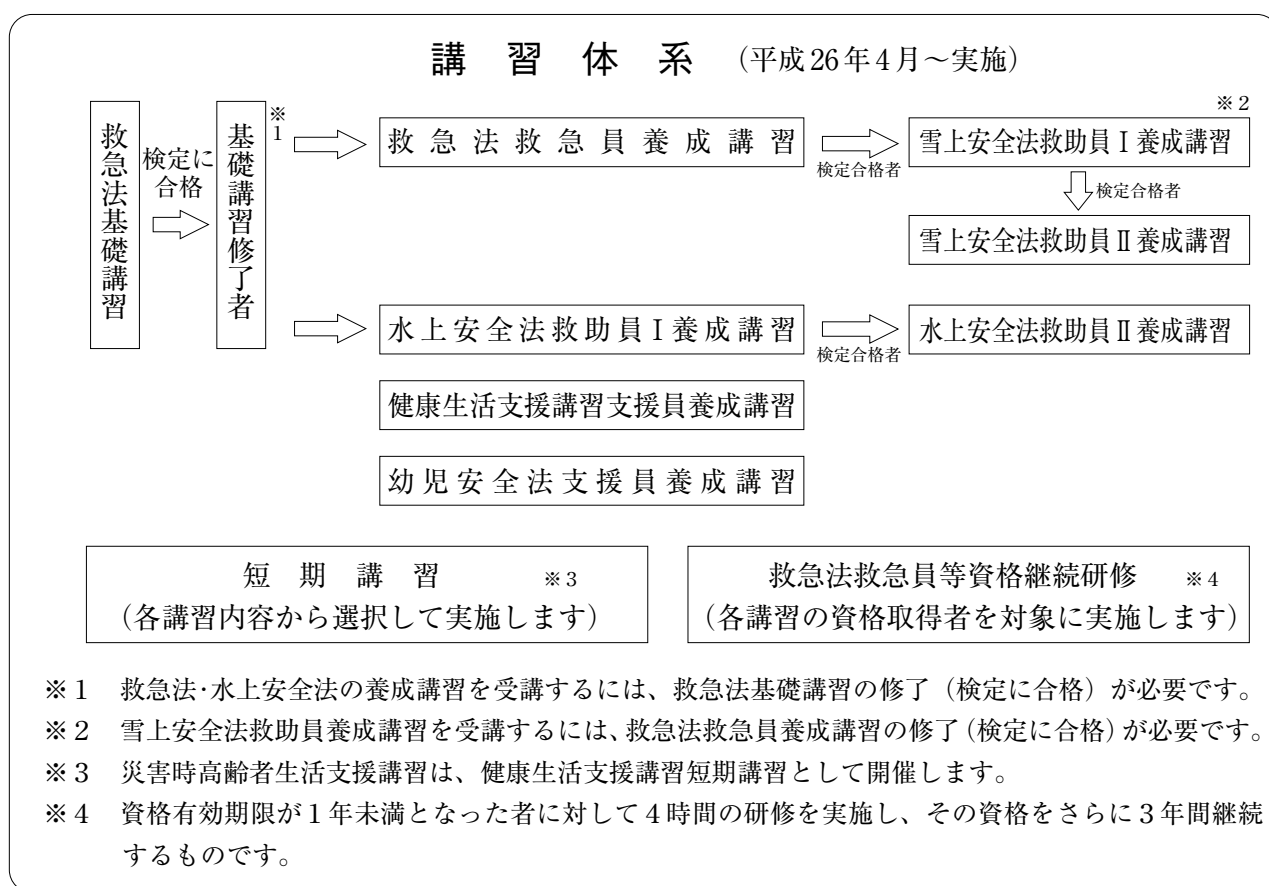 講習体系 (平成26年4月～実施)
救急法基礎講習
検定に
合格
基礎講習修了者
※1
救急法救急員養成講習
検定合格者
※2
雪上安全法救助員Ⅰ養成講習
検定合格者
雪上安全法救助員Ⅱ養成講習
水上安全法救助員Ⅰ養成講習
検定合格者
水上安全法救助員Ⅱ養成講習
健康生活支援講習支援員養成講習
幼児安全法支援員養成講習
短期講習 ※3
(各講習内容から選択して実施します)
救急法救急員等資格継続研修 ※4
(各講習の資格取得者を対象に実施します)
※1 救急法·水上安全法の養成講習を受講するには、救急法基礎講習の修了（検定に合格）が必要です。
※2 雪上安全法救助員養成講習を受講するには、救急法救急員養成講習の修了(検定に合格)が必要です。
※3 災害時高齢者生活支援講習は、健康生活支援講習短期講習として開催します。
※4 資格有効期限が1年未満となった者に対して4時間の研修を実施し、その資格をさらに3年間継続
するものです。